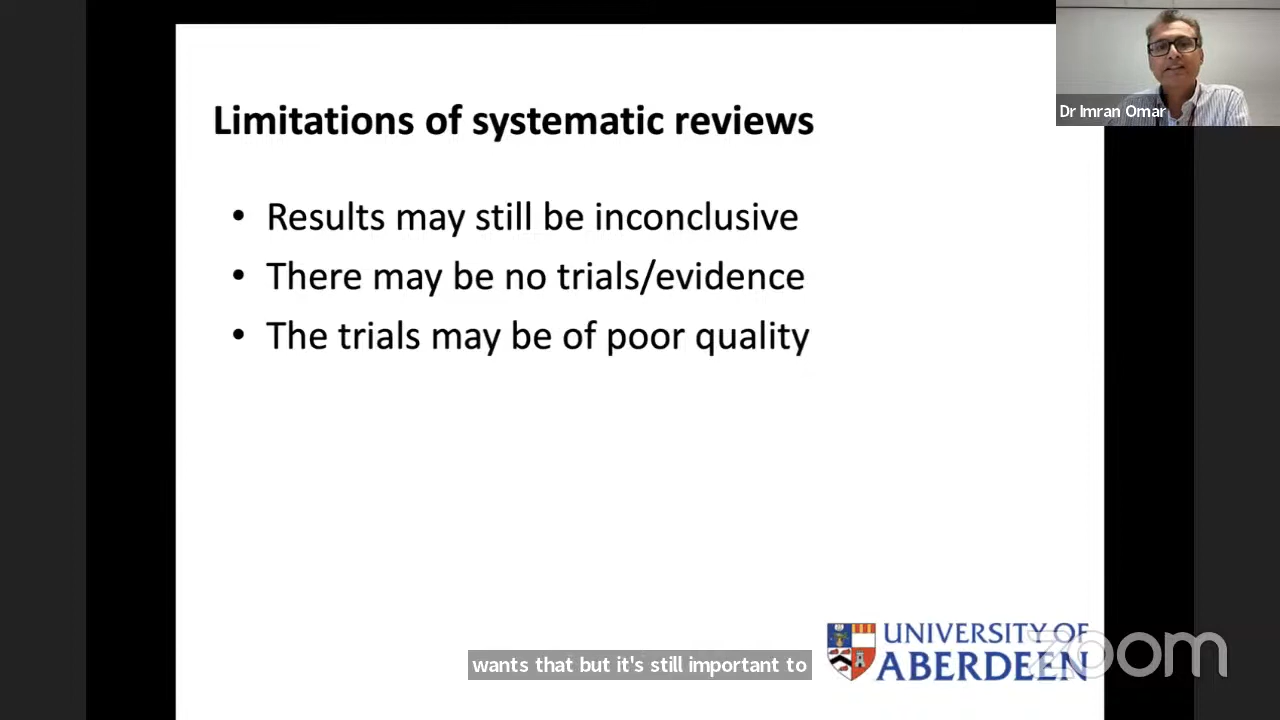 Dr Imran Omar
Limitations of systematic reviews
• Results may still be inconclusive
• There may be no trials/evidence
• The trials may be of poor quality
UNIVERSITY OF
ABERDEEN
zoom
wants that but it's still important to